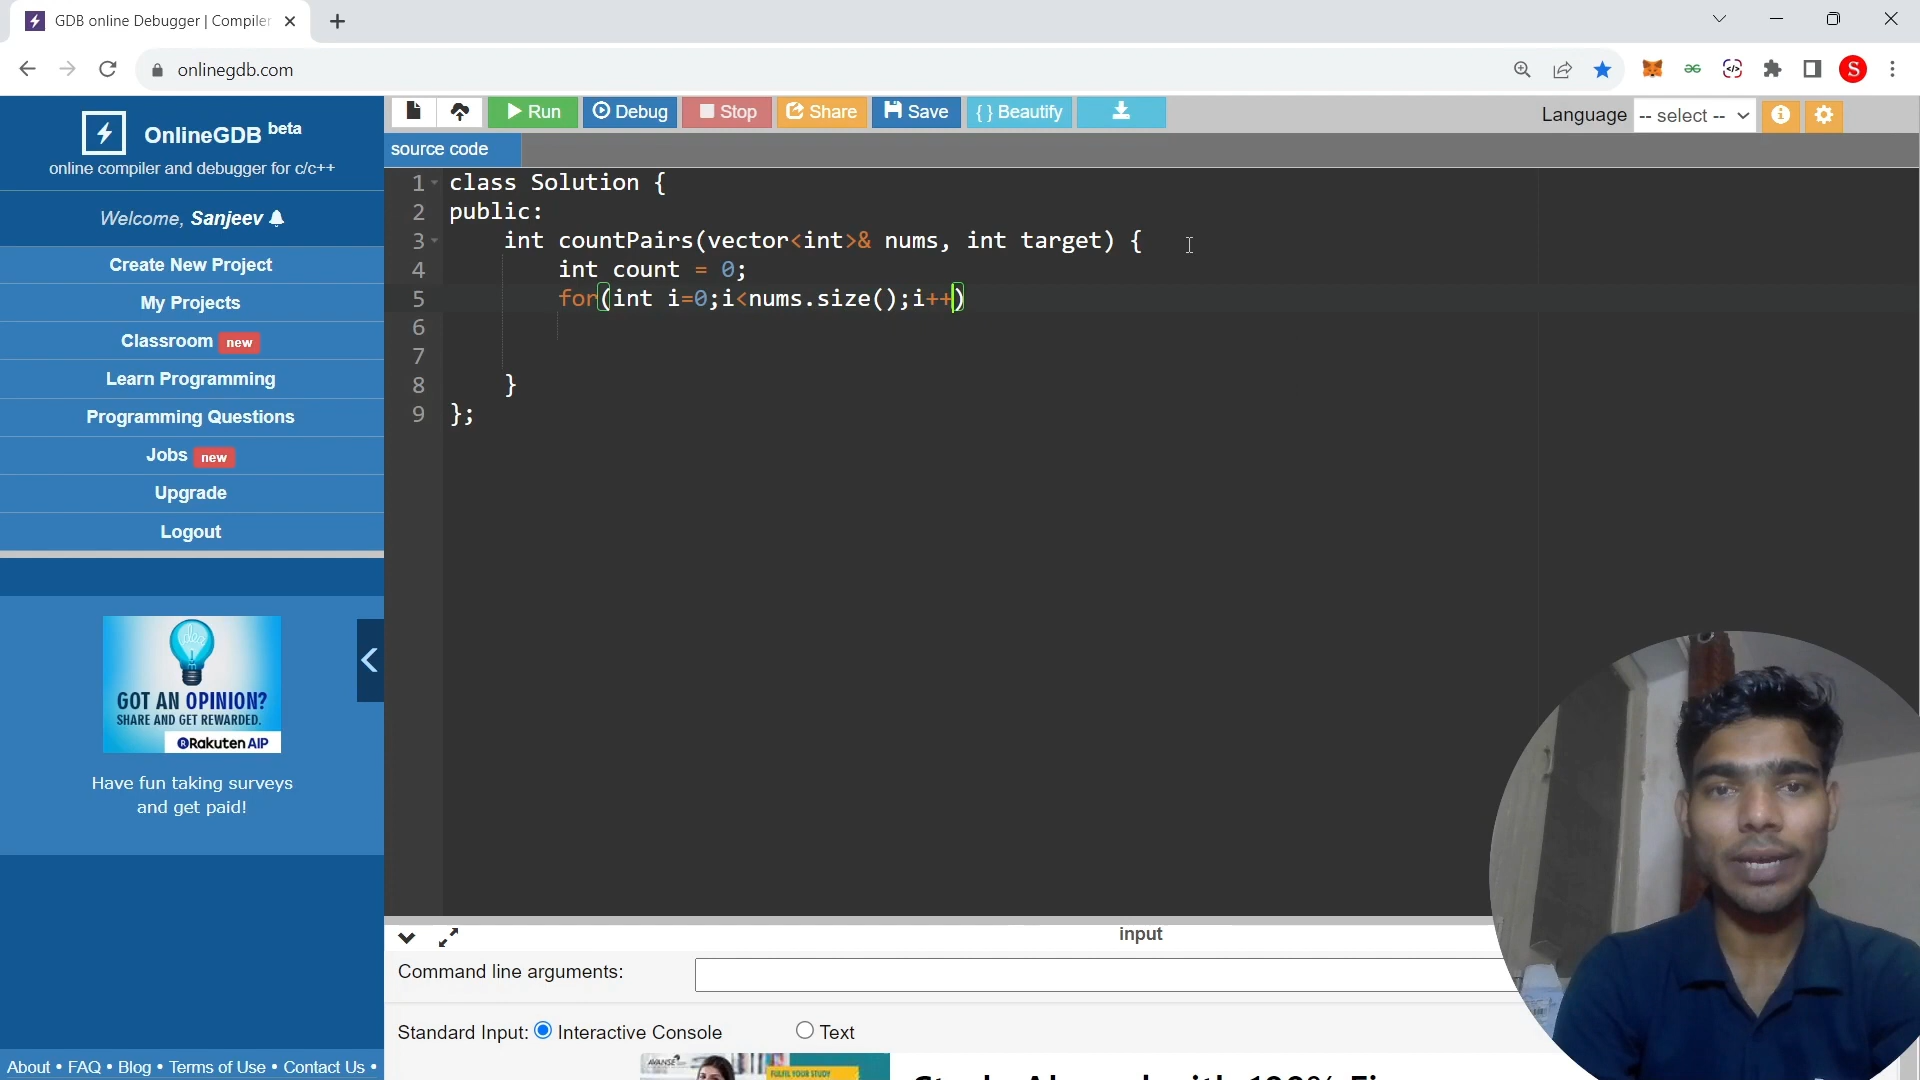 GDB online Debugger | Compiler
onlinegdb.com
S
OnlineGDB beta
online compiler and debugger for c/c++
Welcome, Sanjeev
Create New Project
My Projects
Classroom new
Learn Programming
Programming Questions
Jobs new
Upgrade
Logout
idea
GOT AN OPINION?
SHARE AND GET REWARDED.
Rakuten AIP
Have fun taking surveys
and get paid!
About • FAQ • Blog • Terms of Use • Contact Us •
Run Debug Stop Share Save { } Beautify
Language -- select --
source code
1 class Solution {
2 public:
3 int countPairs(vector<int>& nums, int target) {
4 int count = 0;
5 for(int i=0;i<nums.size();i++)
6
7
8 }
9 };
input
Command line arguments:
Standard Input: Interactive Console Text
AVANSE
FULFIL YOUR STUDY